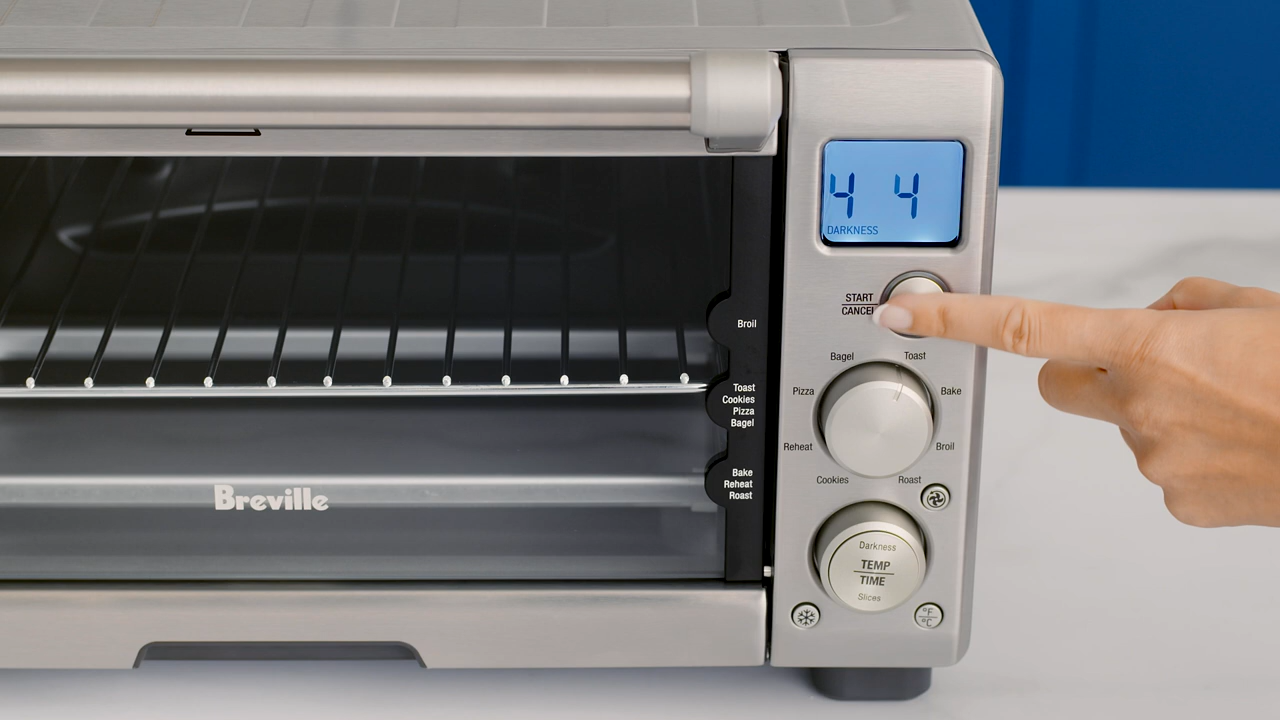 4 4
DARKNESS
START
CANCEL
Broil
Toast
Cookies
Pizza
Bagel
Bake
Reheat
Roast
Breville
Bagel Toast
Pizza Bake
Reheat Broil
Cookies Roast
Darkness
TEMP
TIME
Slices
°F
°C